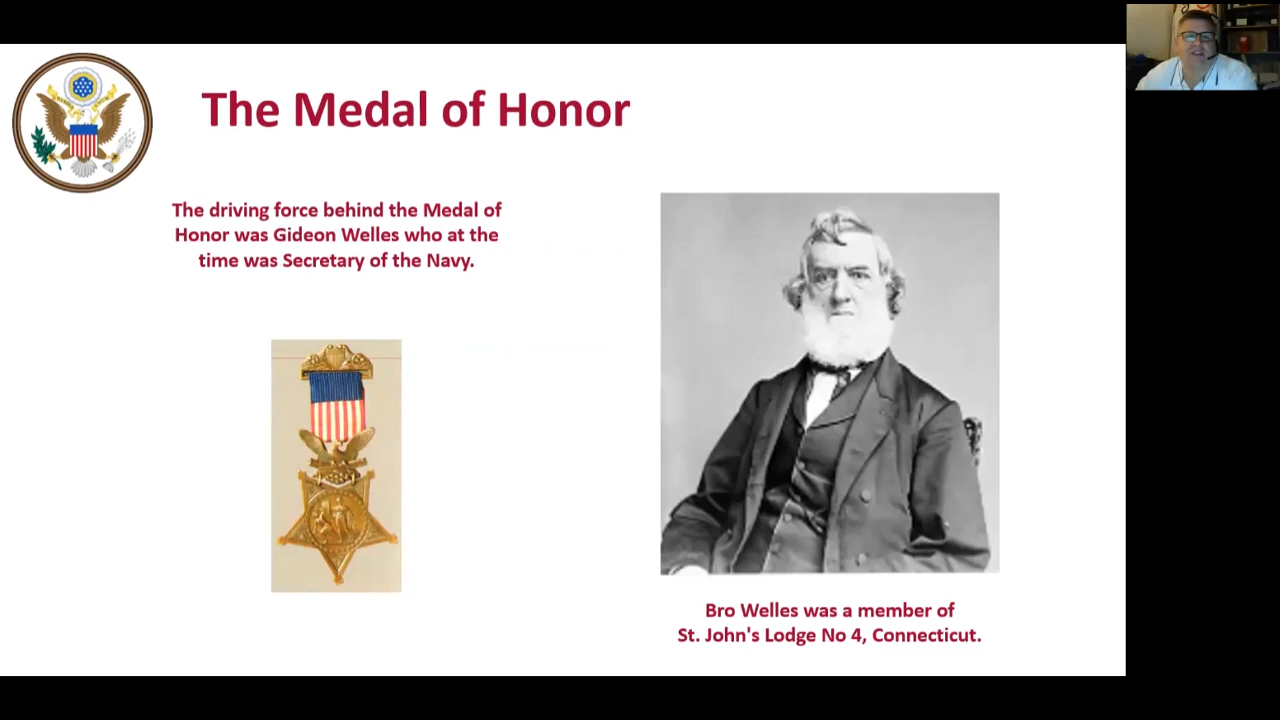 The Medal of Honor
The driving force behind the Medal of
Honor was Gideon Welles who at the
time was Secretary of the Navy.
Bro Welles was a member of
St. John's Lodge No 4, Connecticut.